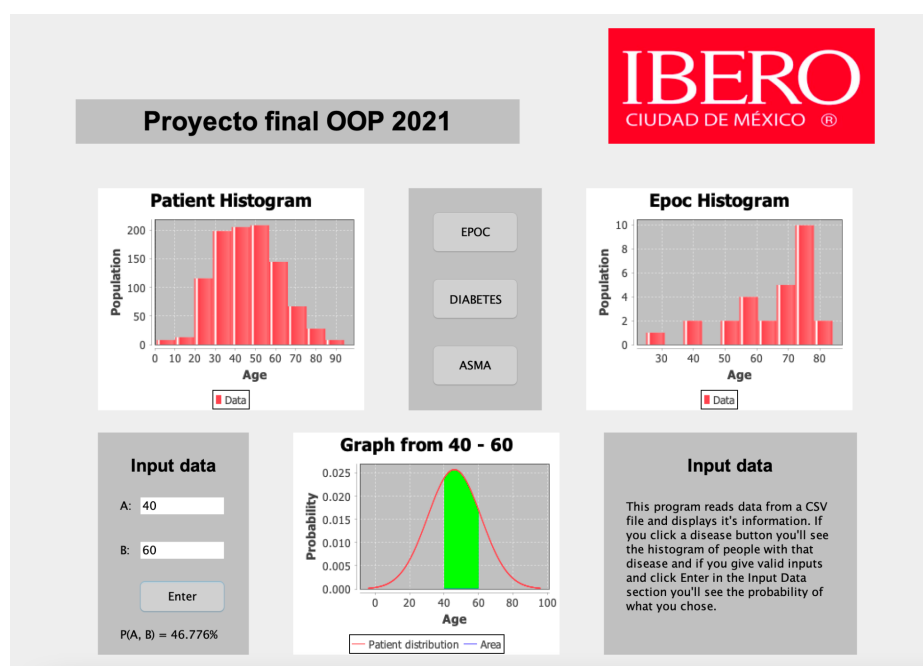 IBERO
CIUDAD DE MÉXICO ®
Proyecto final OOP 2021
Patient Histogram
Population
200
150
100
50
0
0 10 20 30 40 50 60 70 80 90
Age
Data
EPOC
DIABETES
ASMA
Epoc Histogram
Population
10
8
6
4
2
0
30 40 50 60 70 80
Age
Data
Input data
A: 40
B: 60
Enter
P(A, B) = 46.776%
Graph from 40 - 60
Probability
0.025
0.020
0.015
0.010
0.005
0.000
0 20 40 60 80 100
Age
Patient distribution Area
Input data
This program reads data from a CSV
file and displays it's information. If
you click a disease button you'll see
the histogram of people with that
disease and if you give valid inputs
and click Enter in the Input Data
section you'll see the probability of
what you chose.